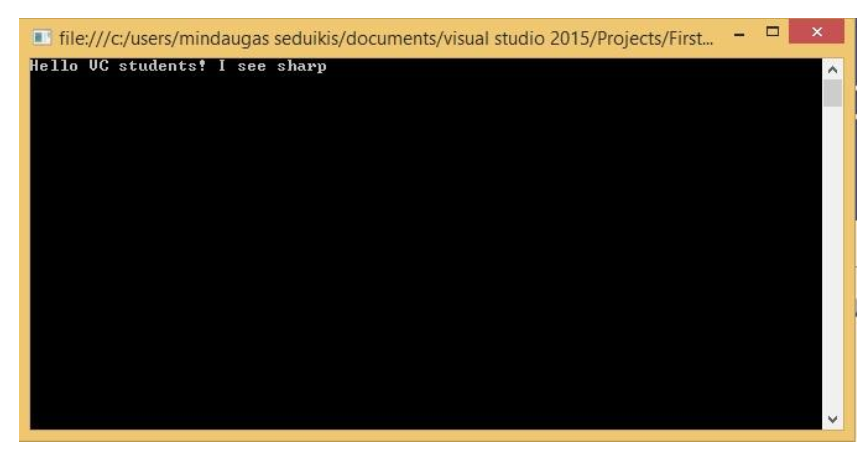 file:///c:/users/mindaugas seduikis/documents/visual studio 2015/Projects/First...
Hello VC students! I see sharp